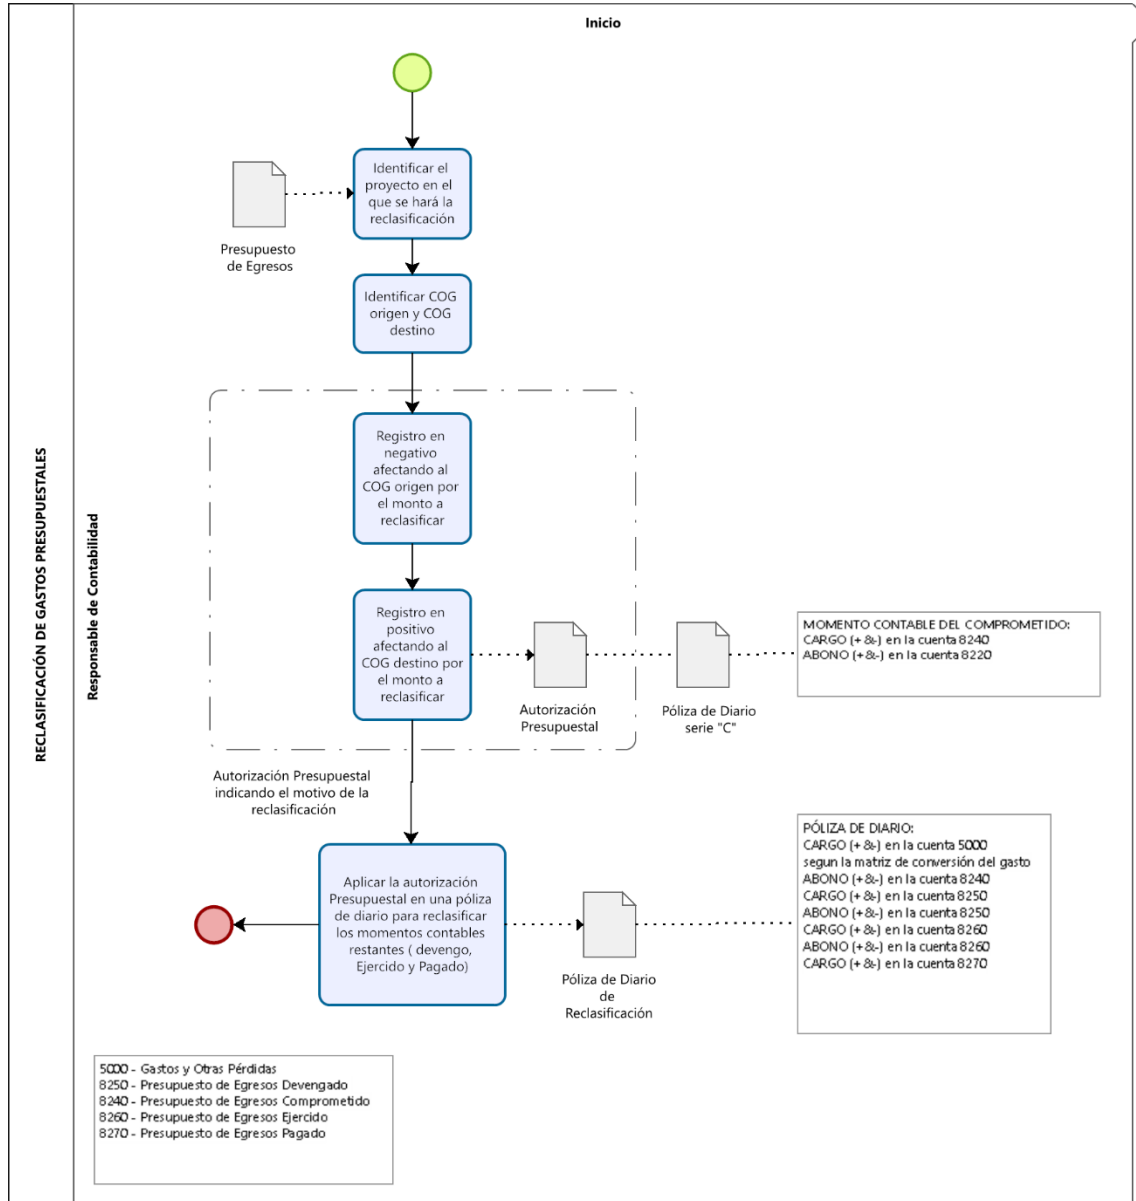 Inicio
RECLASIFICACIÓN DE GASTOS PRESUPUESTALES
Responsable de Contabilidad
Identificar el
proyecto en el
que se hará la
reclasificación
Presupuesto
de Egresos
Identificar COG
origen y COG
destino
Registro en
negativo
afectando al
COG origen por
el monto a
reclasificar
Registro en
positivo
afectando al
COG destino por
el monto a
reclasificar
Autorización
Presupuestal
Póliza de Diario
serie "C"
MOMENTO CONTABLE DEL COMPROMETIDO:
CARGO (+ &-) en la cuenta 8240
ABONO (+ &-) en la cuenta 8220
Autorización Presupuestal
indicando el motivo de la
reclasificación
Aplicar la autorización
Presupuestal en una póliza
de diario para reclasificar
los momentos contables
restantes ( devengo,
Ejercido y Pagado)
Póliza de Diario
de
Reclasificación
PÓLIZA DE DIARIO:
CARGO (+ &-) en la cuenta 5000
segun la matriz de conversión del gasto
ABONO (+ &-) en la cuenta 8240
CARGO (+ &-) en la cuenta 8250
ABONO (+ &-) en la cuenta 8250
CARGO (+ &-) en la cuenta 8260
ABONO (+ &-) en la cuenta 8260
CARGO (+ &-) en la cuenta 8270
5000 - Gastos y Otras Pérdidas
8250 - Presupuesto de Egresos Devengado
8240 - Presupuesto de Egresos Comprometido
8260 - Presupuesto de Egresos Ejercido
8270 - Presupuesto de Egresos Pagado